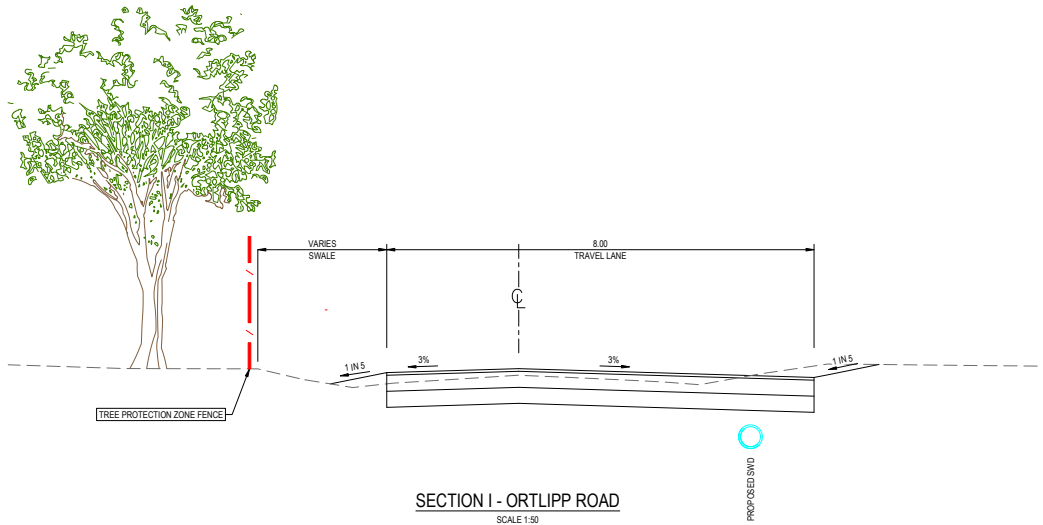 VARIES
SWALE
8.00
TRAVEL LANE
CL
1 IN 5
3%
3%
1 IN 5
TREE PROTECTION ZONE FENCE
PROPOSED SWD
SECTION I - ORTLIPP ROAD
SCALE 1:50